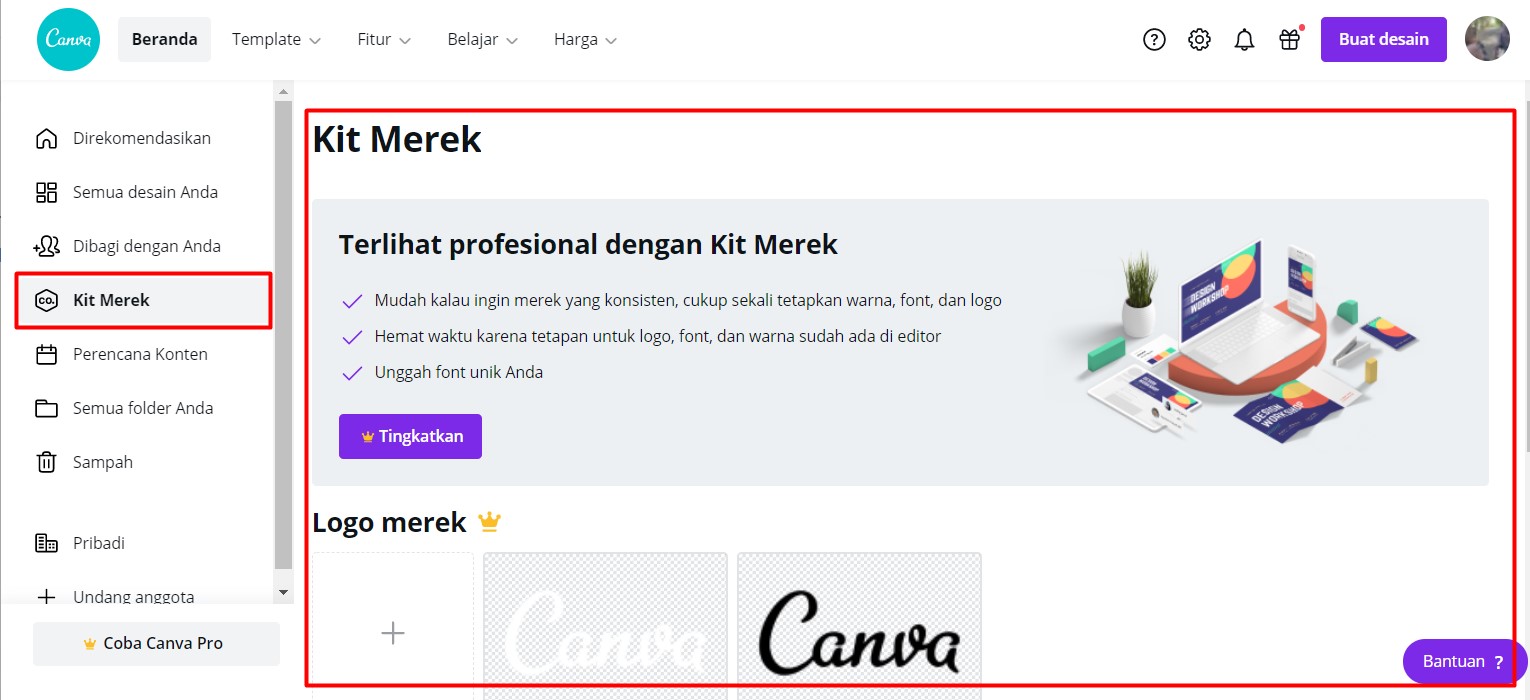 Canva
Beranda
Template
Fitur
Belajar
Harga
?
Buat desain
Direkomendasikan
Semua desain Anda
Dibagi dengan Anda
CO.
Kit Merek
Perencana Konten
Semua folder Anda
Sampah
Pribadi
Undang anggota
Coba Canva Pro
Kit Merek
Terlihat profesional dengan Kit Merek
Mudah kalau ingin merek yang konsisten, cukup sekali tetapkan warna, font, dan logo
Hemat waktu karena tetapan untuk logo, font, dan warna sudah ada di editor
Unggah font unik Anda
Tingkatkan
DESIGN
WORKSHOP
DESIGN
WORKSHOP
Logo merek
Canva
Canva
Bantuan ?